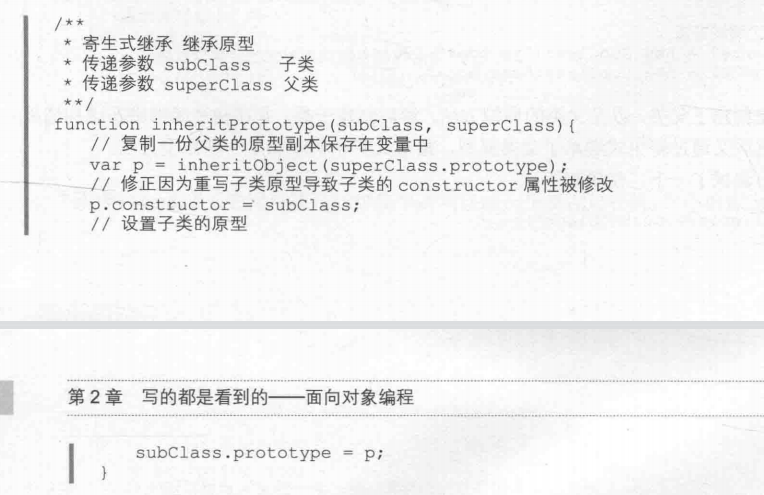 /**
 * 寄生式继承 继承原型
 * 传递参数 subClass   子类
 * 传递参数 superClass 父类
 **/
function inheritPrototype(subClass, superClass){
    // 复制一份父类的原型副本保存在变量中
    var p = inheritObject(superClass.prototype);
    // 修正因为重写子类原型导致子类的 constructor 属性被修改
    p.constructor = subClass;
    // 设置子类的原型
第 2 章   写的都是看到的——面向对象编程
    subClass.prototype = p;
}